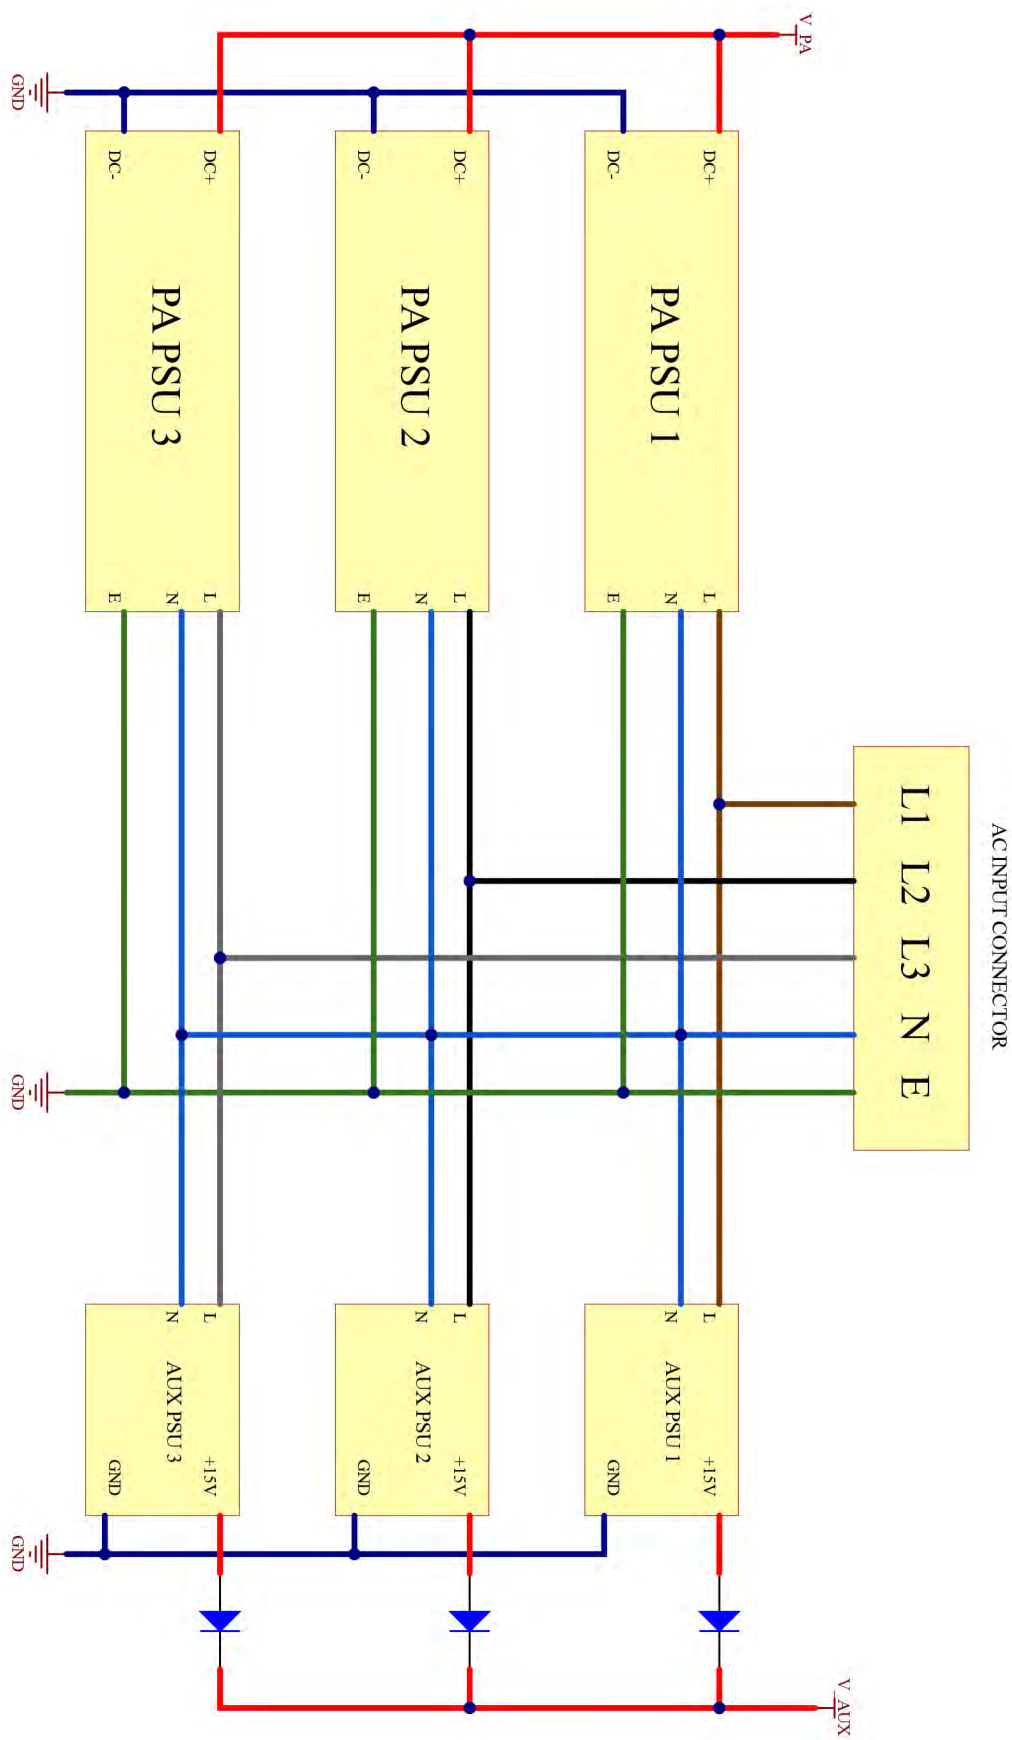 AC INPUT CONNECTOR
L1 L2 L3 N E
V_PA
V_AUX
DC+
PA PSU 1
L
DC-
N
E
L
AUX PSU 1
+15V
N
GND
DC+
PA PSU 2
L
DC-
N
E
L
AUX PSU 2
+15V
N
GND
DC+
PA PSU 3
L
DC-
N
E
L
AUX PSU 3
+15V
N
GND
GND
GND
GND